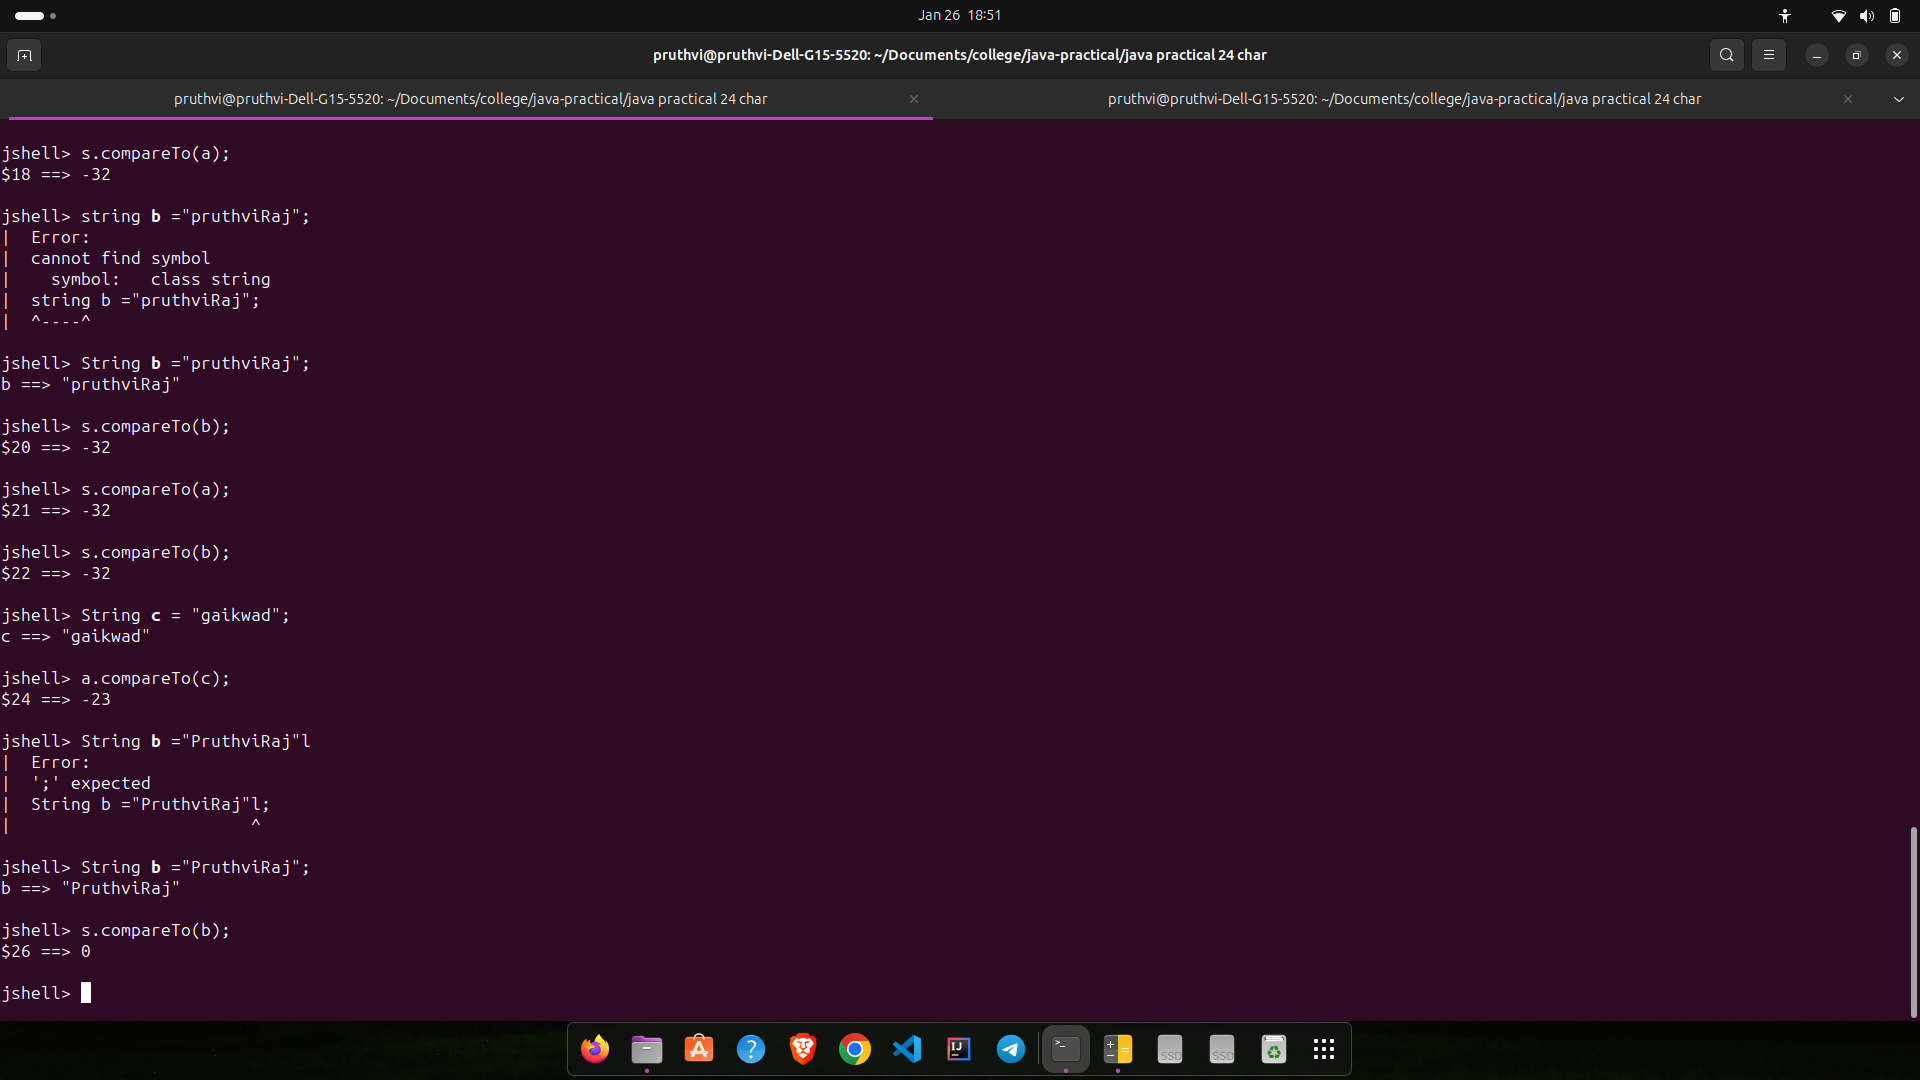 Jan 26 18:51
pruthvi@pruthvi-Dell-G15-5520: ~/Documents/college/java-practical/java practical 24 char
pruthvi@pruthvi-Dell-G15-5520: ~/Documents/college/java-practical/java practical 24 char
pruthvi@pruthvi-Dell-G15-5520: ~/Documents/college/java-practical/java practical 24 char
jshell> s.compareTo(a);
$18 ==> -32
jshell> string b ="pruthviRaj";
|  Error:
|  cannot find symbol
|    symbol:   class string
|  string b ="pruthviRaj";
|  ^----^
jshell> String b ="pruthviRaj";
b ==> "pruthviRaj"
jshell> s.compareTo(b);
$20 ==> -32
jshell> s.compareTo(a);
$21 ==> -32
jshell> s.compareTo(b);
$22 ==> -32
jshell> String c = "gaikwad";
c ==> "gaikwad"
jshell> a.compareTo(c);
$24 ==> -23
jshell> String b ="PruthviRaj"l
|  Error:
|  ';' expected
|  String b ="PruthviRaj"l;
|                        ^
jshell> String b ="PruthviRaj";
b ==> "PruthviRaj"
jshell> s.compareTo(b);
$26 ==> 0
jshell>
IJ
SSD
SSD